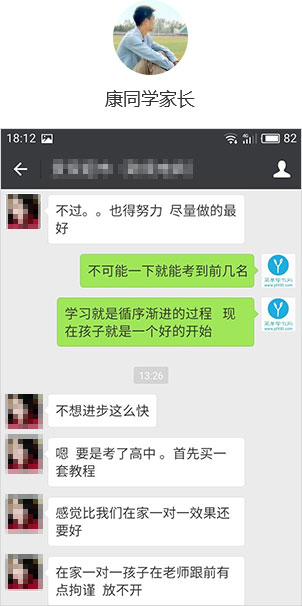 康同学家长
18:12
4G
82
不过。。也得努力  尽量做的最
好
不可能一下就能考到前几名
学习就是循序渐进的过程   现
在孩子就是一个好的开始
13:26
不想进步这么快
嗯  要是考了高中 。首先买一
套教程
感觉比我们在家一对一效果还
要好
在家一对一孩子在老师跟前有
点拘谨  放不开